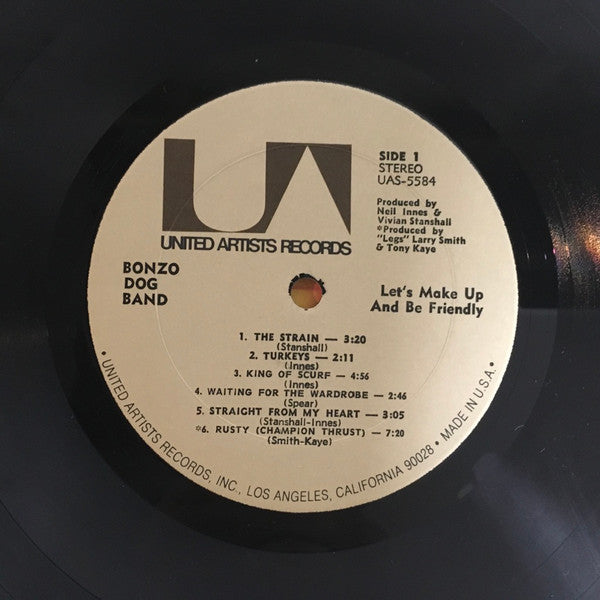 UA
UNITED ARTISTS RECORDS
SIDE 1
STEREO
UAS-5584
Produced by
Neil Innes &
Vivian Stanshall
*Produced by
"Legs" Larry Smith
& Tony Kaye
BONZO
DOG
BAND
Let's Make Up
And Be Friendly
1. THE STRAIN — 3:20
(Stanshall)
2. TURKEYS — 2:11
(Innes)
3. KING OF SCURF — 4:56
(Innes)
4. WAITING FOR THE WARDROBE — 2:46
(Spear)
5. STRAIGHT FROM MY HEART — 3:05
(Stanshall-Innes)
*6. RUSTY (CHAMPION THRUST) — 7:20
(Smith-Kaye)
• UNITED ARTISTS RECORDS, INC., LOS ANGELES, CALIFORNIA 90028 • MADE IN U.S.A. •